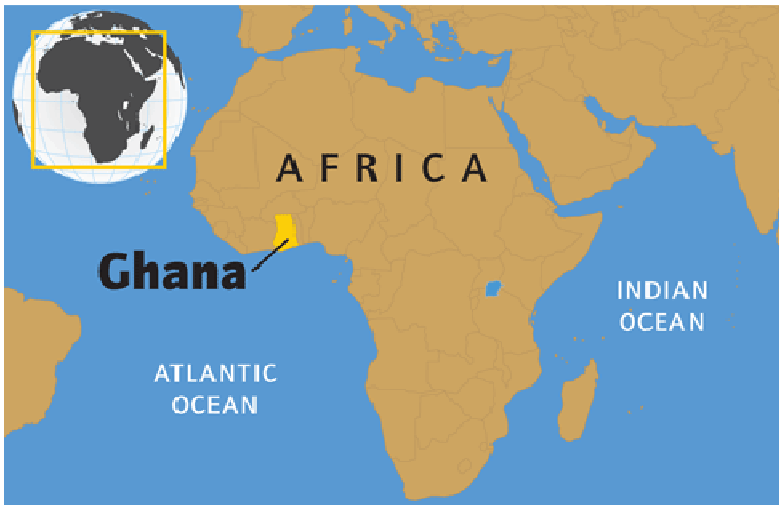 AFRICA
Ghana
INDIAN
OCEAN
ATLANTIC
OCEAN